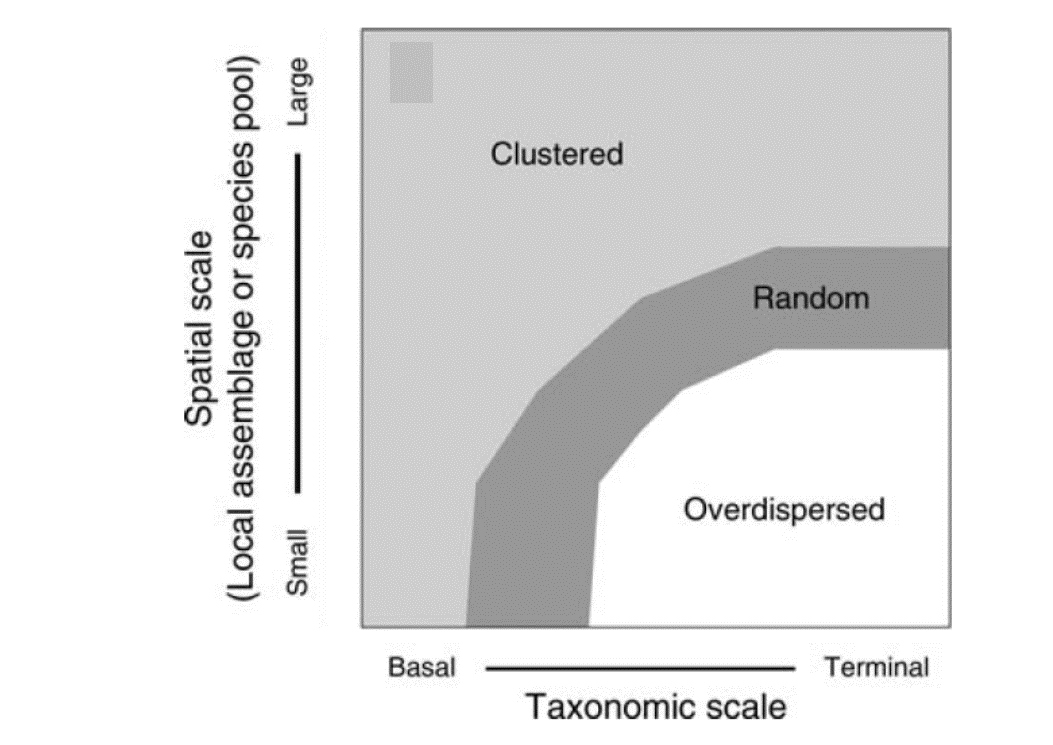 Spatial scale
(Local assemblage or species pool)
Large
Small
Clustered
Random
Overdispersed
Basal
Terminal
Taxonomic scale